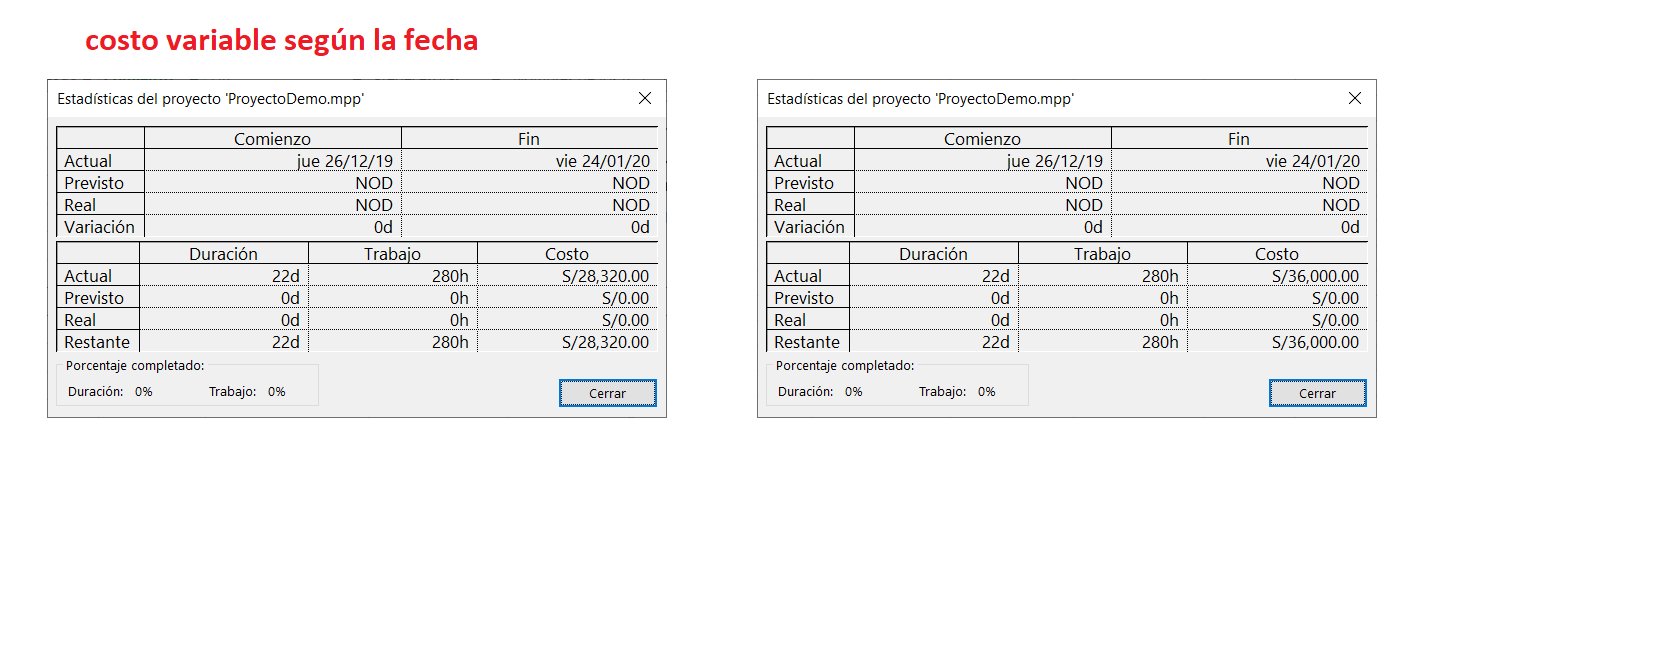 costo variable según la fecha
Estadísticas del proyecto 'ProyectoDemo.mpp'
Comienzo Fin
Actual jue 26/12/19 vie 24/01/20
Previsto NOD NOD
Real NOD NOD
Variación 0d 0d
Duración Trabajo Costo
Actual 22d 280h S/28,320.00
Previsto 0d 0h S/0.00
Real 0d 0h S/0.00
Restante 22d 280h S/28,320.00
Porcentaje completado:
Duración: 0% Trabajo: 0%
Cerrar
Estadísticas del proyecto 'ProyectoDemo.mpp'
Comienzo Fin
Actual jue 26/12/19 vie 24/01/20
Previsto NOD NOD
Real NOD NOD
Variación 0d 0d
Duración Trabajo Costo
Actual 22d 280h S/36,000.00
Previsto 0d 0h S/0.00
Real 0d 0h S/0.00
Restante 22d 280h S/36,000.00
Porcentaje completado:
Duración: 0% Trabajo: 0%
Cerrar